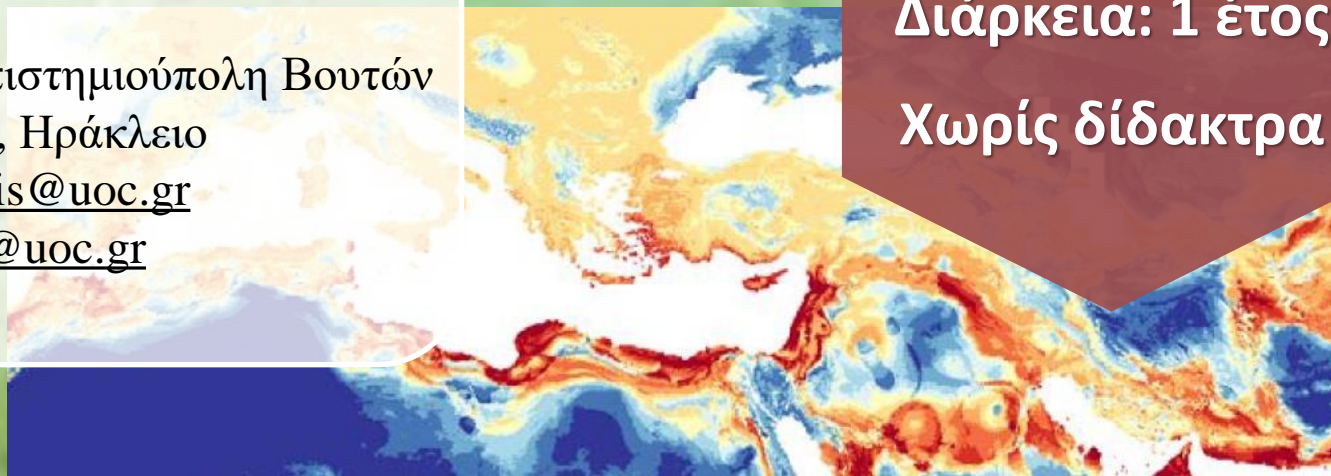 ιστημιούπολη Βουτών
, Ηράκλειο
is@uoc.gr
@uoc.gr
Διάρκεια: 1 έτος
Χωρίς δίδακτρα